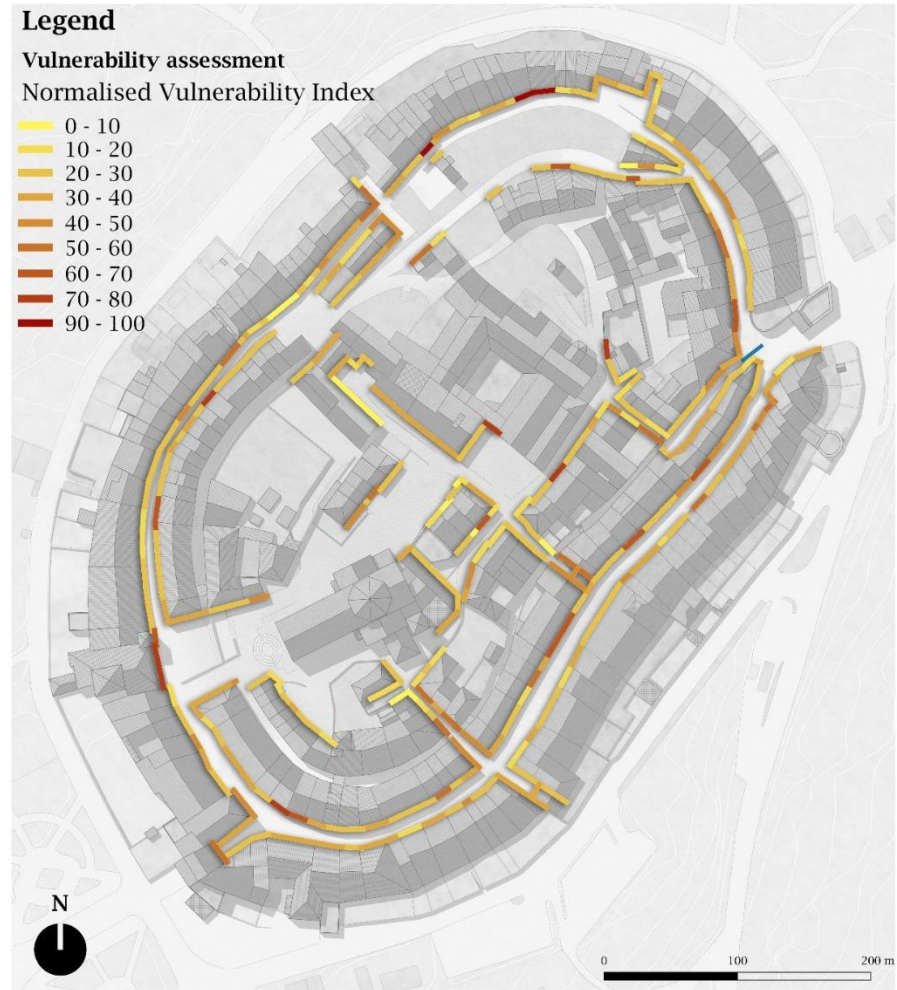 Legend
Vulnerability assessment
Normalised Vulnerability Index
0 - 10
10 - 20
20 - 30
30 - 40
40 - 50
50 - 60
60 - 70
70 - 80
90 - 100
N
0 100 200 m